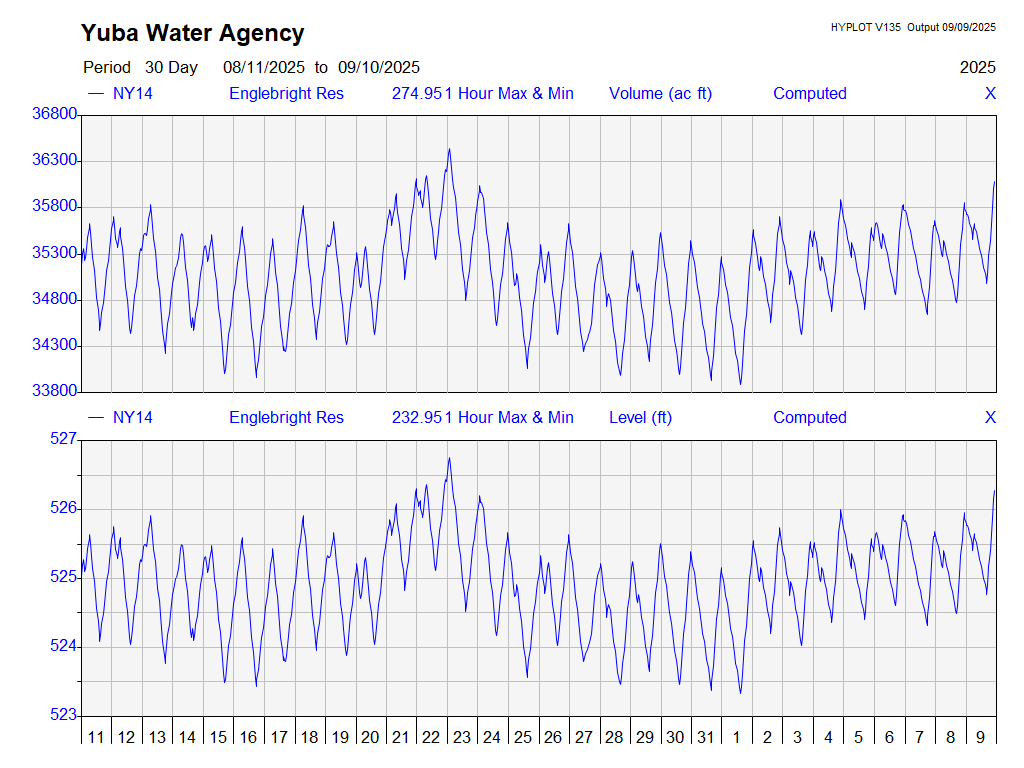 Yuba Water Agency
HYPLOT V135 Output 09/09/2025
Period 30 Day 08/11/2025 to 09/10/2025 2025
NY14 Englebright Res 274.951 Hour Max & Min Volume (ac ft) Computed X
36800
36300
35800
35300
34800
34300
33800
NY14 Englebright Res 232.951 Hour Max & Min Level (ft) Computed X
527
526
525
524
523
11 12 13 14 15 16 17 18 19 20 21 22 23 24 25 26 27 28 29 30 31 1 2 3 4 5 6 7 8 9